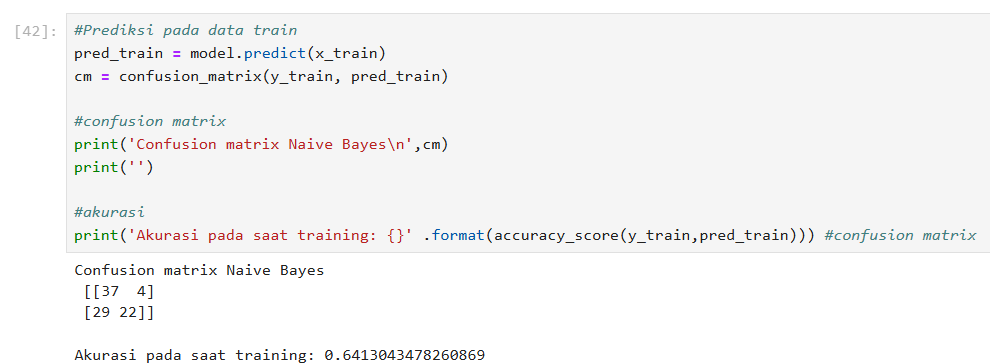 [42]:
#Prediksi pada data train
pred_train = model.predict(x_train)
cm = confusion_matrix(y_train, pred_train)
#confusion matrix
print('Confusion matrix Naive Bayes\n',cm)
print('')
#akurasi
print('Akurasi pada saat training: {}' .format(accuracy_score(y_train,pred_train))) #confusion matrix
Confusion matrix Naive Bayes
[[37  4]
[29 22]]
Akurasi pada saat training: 0.6413043478260869